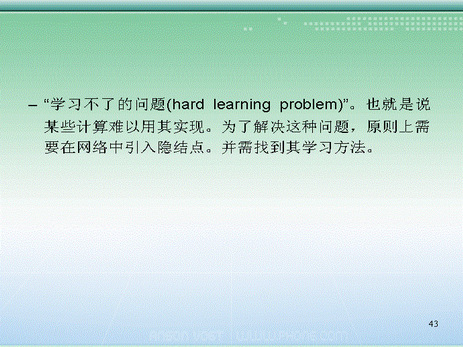 – “学习不了的问题(hard learning problem)”。也就是说
某些计算难以用其实现。为了解决这种问题，原则上需
要在网络中引入隐结点。并需找到其学习方法。
43